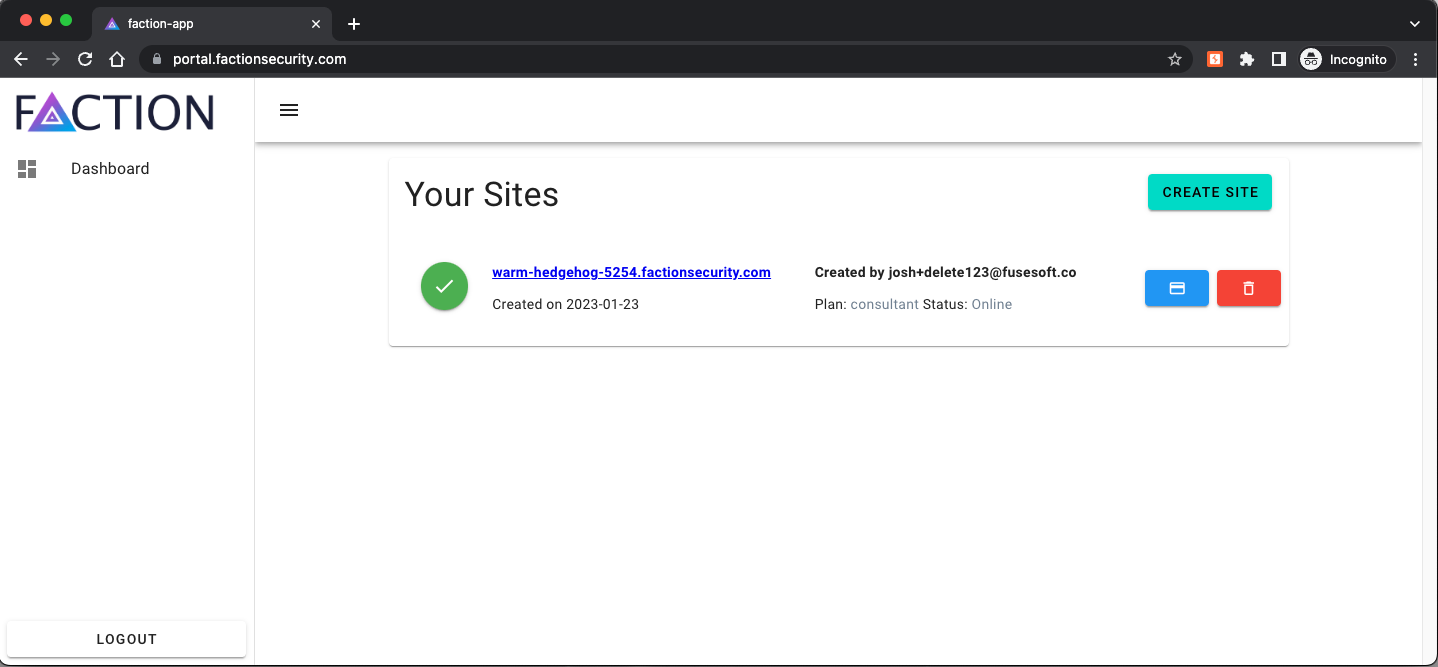 faction-app
portal.factionsecurity.com
Incognito
FACTION
Dashboard
Your Sites
CREATE SITE
warm-hedgehog-5254.factionsecurity.com
Created on 2023-01-23
Created by josh+delete123@fusesoft.co
Plan: consultant Status: Online
LOGOUT